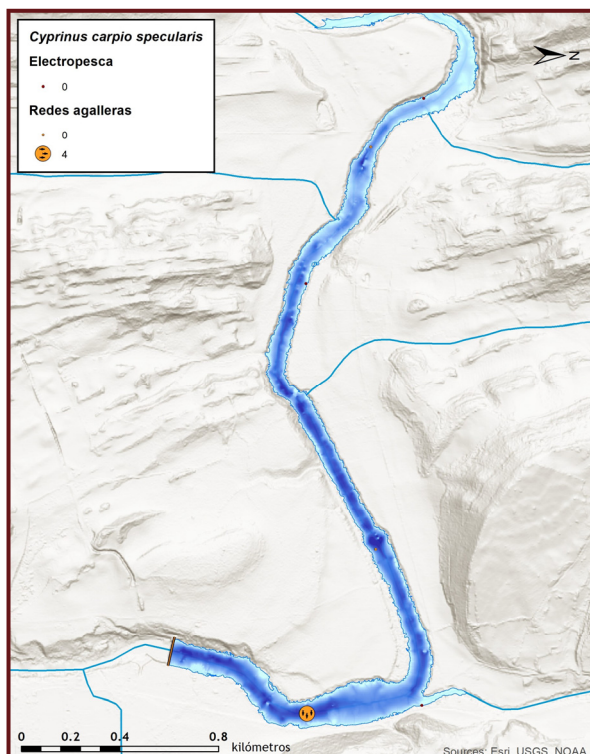 Cyprinus carpio specularis
Electropesca
0
Redes agalleras
0
4
N
0 0.2 0.4 0.8
kilómetros
Sources: Esri, USGS, NOAA